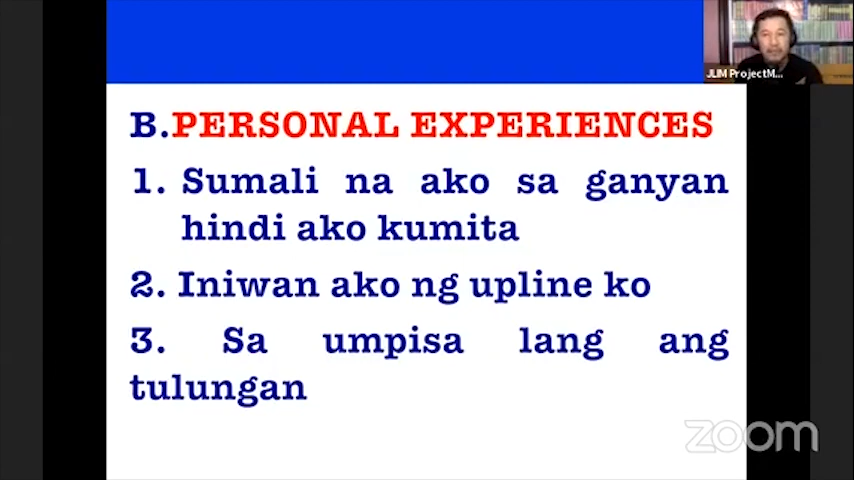 JLIM ProjectM...
B.PERSONAL EXPERIENCES
1. Sumali na ako sa ganyan
hindi ako kumita
2. Iniwan ako ng upline ko
3. Sa umpisa lang ang
tulungan
zoom